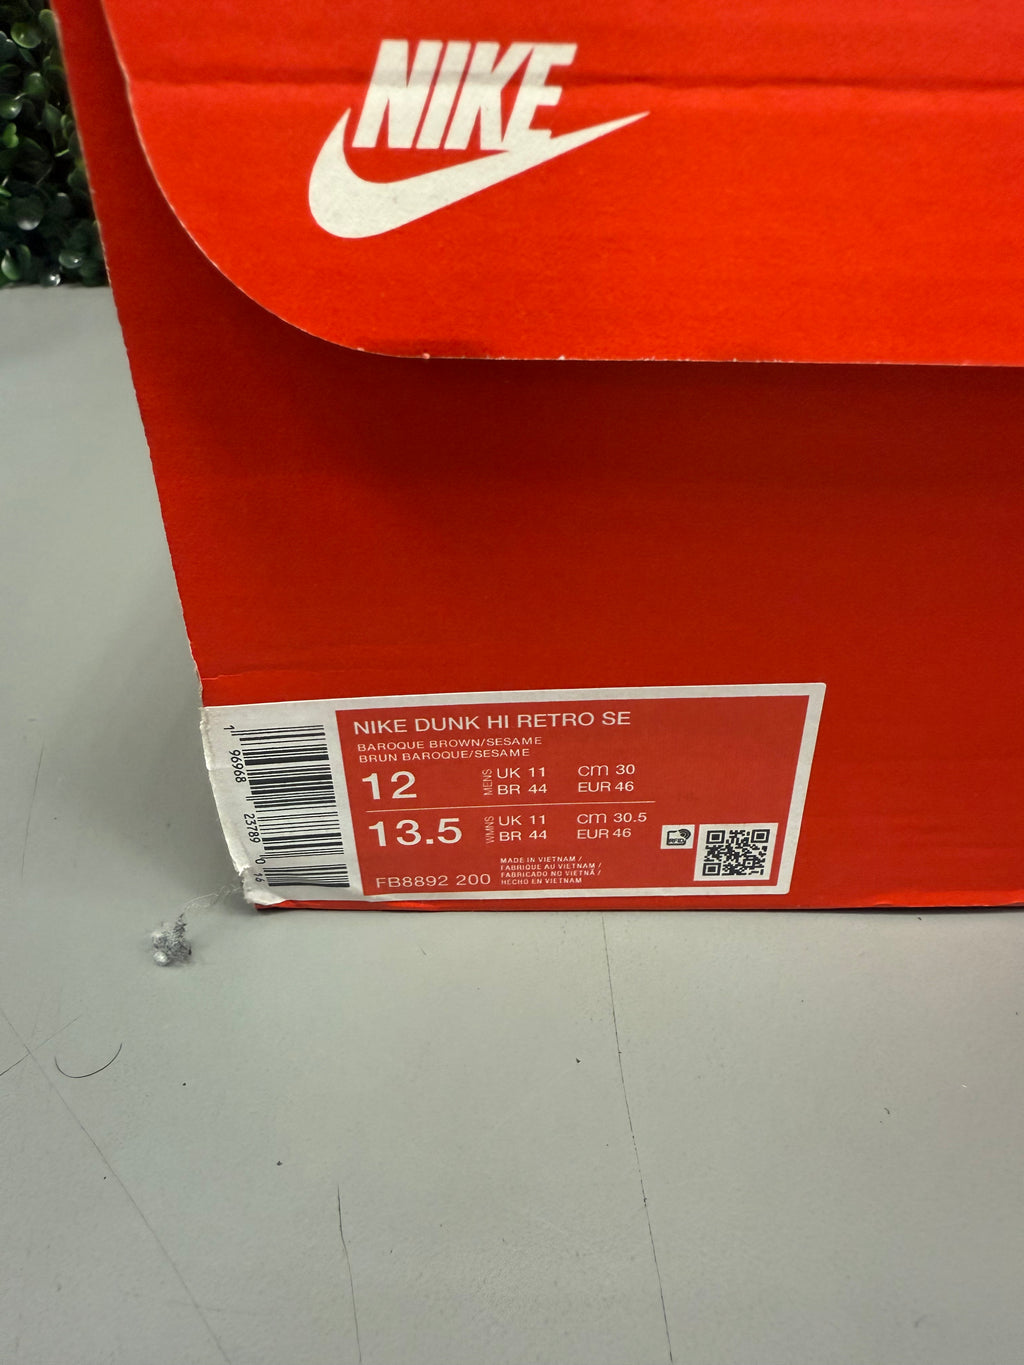 NIKE
NIKE DUNK HI RETRO SE
BAROQUE BROWN/SESAME
BRUN BAROQUE/SESAME
12 MENS UK 11 cm 30
BR 44 EUR 46
13.5 WMNS UK 11 cm 30.5
BR 44 EUR 46
FB8892 200
MADE IN VIETNAM /
FABRIQUE AU VIETNAM /
FABRICADO NO VIETNÃ /
HECHO EN VIETNAM
1 96968 23789 0 14